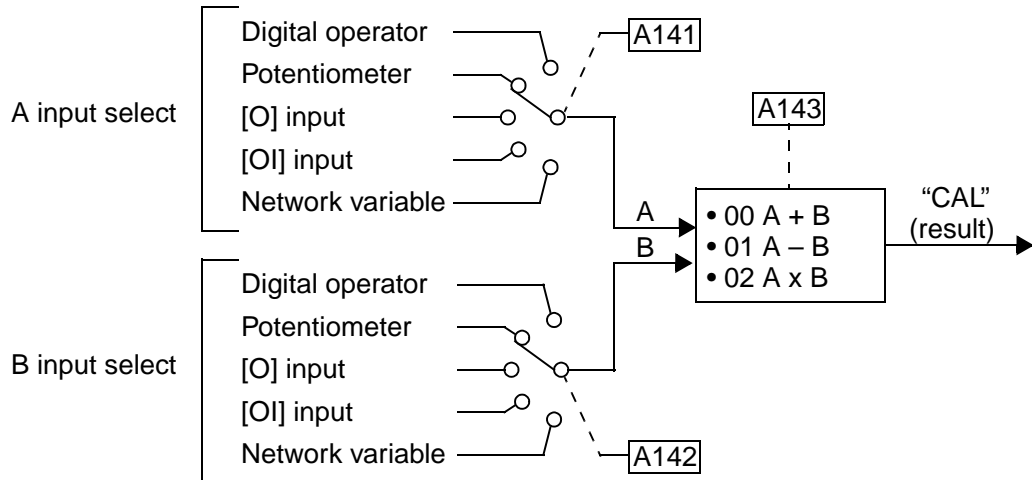 Digital operator
Potentiometer
A input select
[O] input
[OI] input
Network variable
A141
A143
A
B
• 00 A + B
• 01 A – B
• 02 A x B
“CAL”
(result)
Digital operator
Potentiometer
B input select
[O] input
[OI] input
Network variable
A142